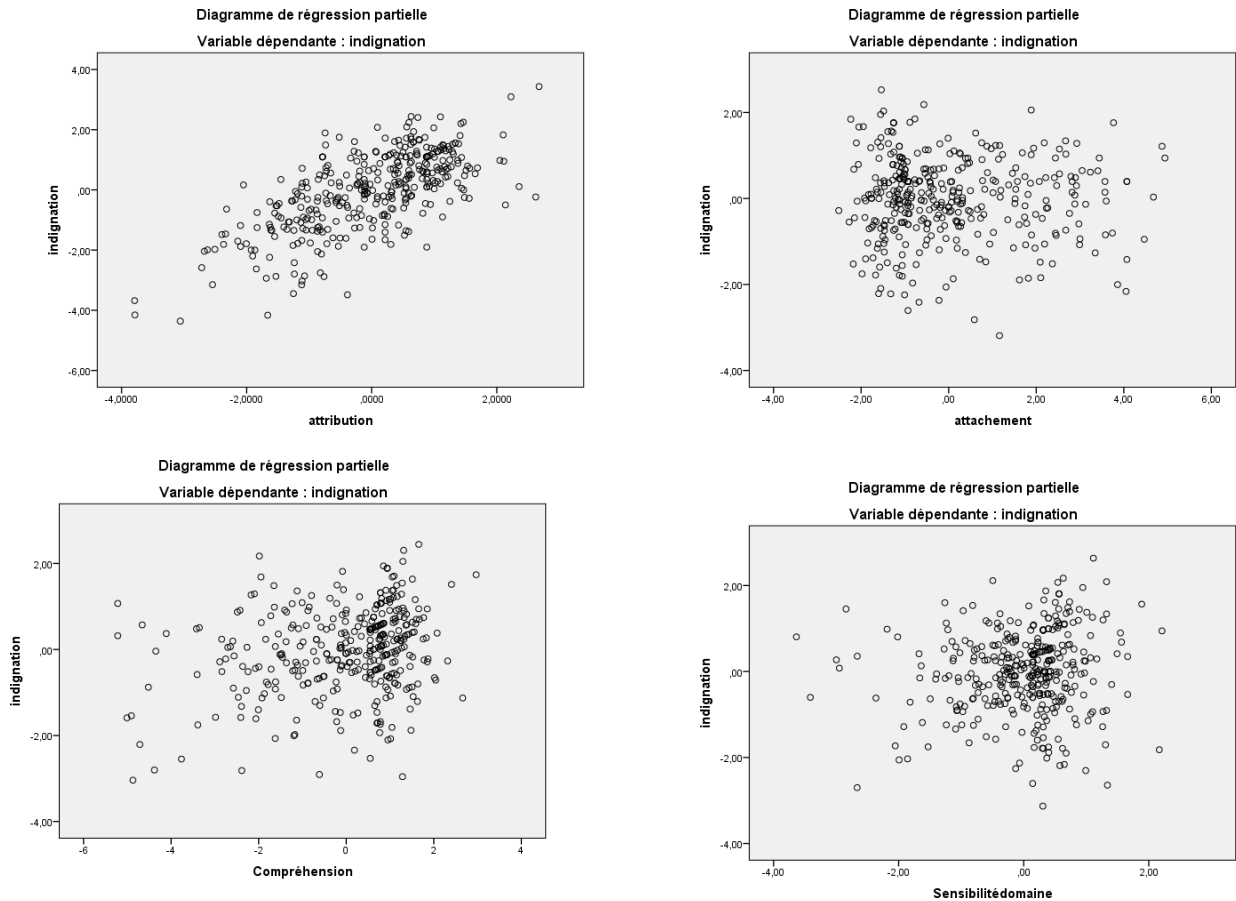 Diagramme de régression partielle
Variable dépendante : indignation
4,00
2,00
,00
-2,00
-4,00
-6,00
indignation
-4,0000 -2,0000 ,0000 2,0000
attribution
Diagramme de régression partielle
Variable dépendante : indignation
2,00
,00
-2,00
-4,00
indignation
-4,00 -2,00 ,00 2,00 4,00 6,00
attachement
Diagramme de régression partielle
Variable dépendante : indignation
2,00
,00
-2,00
-4,00
indignation
-6 -4 -2 0 2 4
Compréhension
Diagramme de régression partielle
Variable dépendante : indignation
2,00
,00
-2,00
-4,00
indignation
-4,00 -2,00 ,00 2,00
Sensibilitédomaine